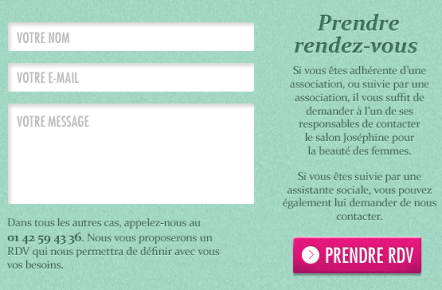 VOTRE NOM
VOTRE E-MAIL
VOTRE MESSAGE
Dans tous les autres cas, appelez-nous au
01 42 59 43 36. Nous vous proposerons un
RDV qui nous permettra de définir avec vous
vos besoins.
Prendre
rendez-vous
Si vous êtes adhérente d'une
association, ou suivie par une
association, il vous suffit de
demander à l'un de ses
responsables de contacter
le salon Joséphine pour
la beauté des femmes.
Si vous êtes suivie par une
assistante sociale, vous pouvez
également lui demander de nous
contacter.
PRENDRE RDV